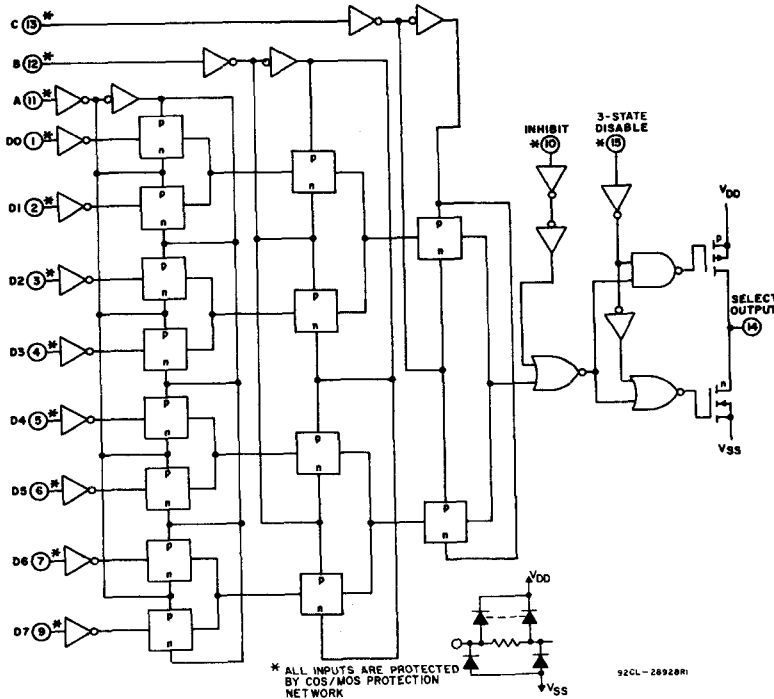 C 13 *
B 12 *
A 11 *
D0 1 *
D1 2 *
D2 3 *
D3 4 *
D4 5 *
D5 6 *
D6 7 *
D7 9 *
p
n
p
n
p
n
p
n
p
n
p
n
p
n
p
n
p
n
p
n
p
n
p
n
p
n
p
n
INHIBIT
* 10
3-STATE
DISABLE
* 15
VDD
p
SELECT
OUTPUT
14
n
VSS
VDD
VSS
* ALL INPUTS ARE PROTECTED
BY COS/MOS PROTECTION
NETWORK
92CL-28928R1